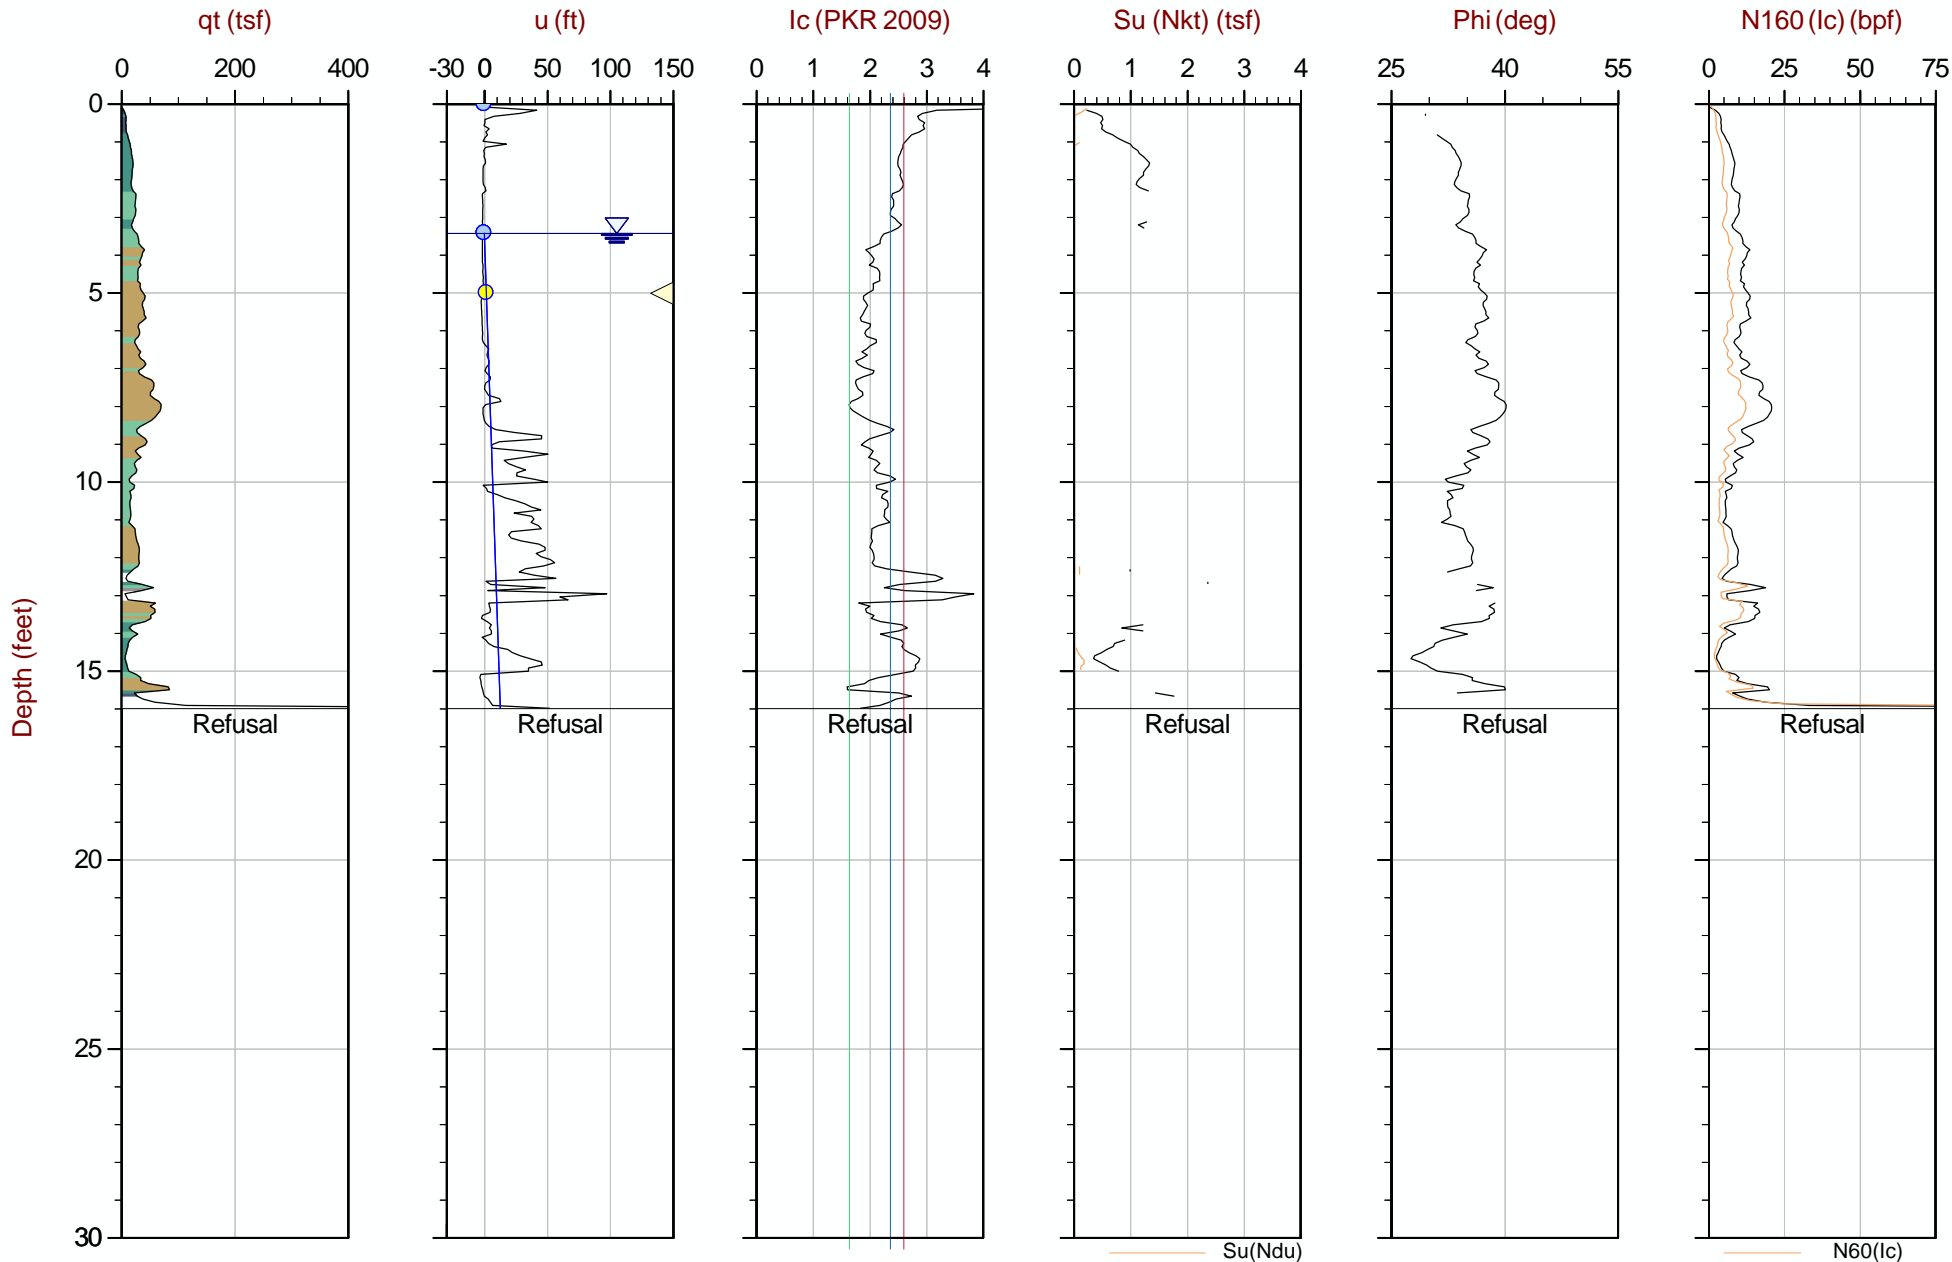 qt (tsf) u (ft) Ic (PKR 2009) Su (Nkt) (tsf) Phi (deg) N160 (Ic) (bpf)
0 200 400 -30 0 50 100 150 0 1 2 3 4 0 1 2 3 4 25 40 55 0 25 50 75
0
5
10
15
Refusal Refusal Refusal Refusal Refusal Refusal
20
25
30
Depth (feet)
Su(Ndu) N60(Ic)